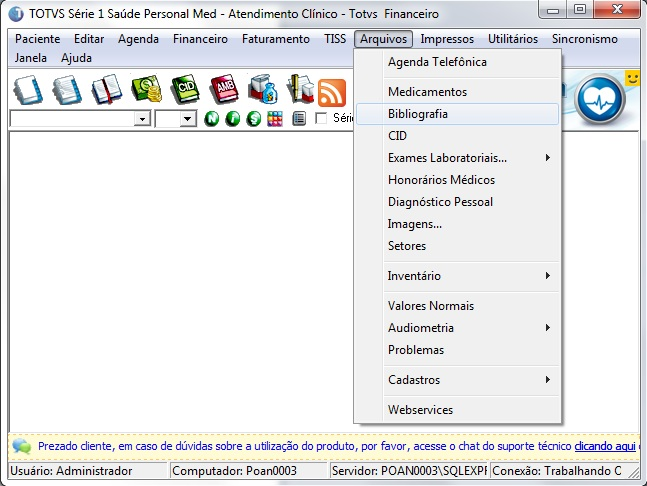 TOTVS Série 1 Saúde Personal Med - Atendimento Clínico - Totvs Financeiro
Paciente Editar Agenda Financeiro Faturamento TISS Arquivos Impressos Utilitários Sincronismo
Janela Ajuda
CID AMB
N I S Séri
Agenda Telefônica
Medicamentos
Bibliografia
CID
Exames Laboratoriais...
Honorários Médicos
Diagnóstico Pessoal
Imagens...
Setores
Inventário
Valores Normais
Audiometria
Problemas
Cadastros
Webservices
Prezado cliente, em caso de dúvidas sobre a utilização do produto, por favor, acesse o chat do suporte técnico clicando aqui
Usuário: Administrador Computador: Poan0003 Servidor: POAN0003\SQLEXPF Conexão: Trabalhando O